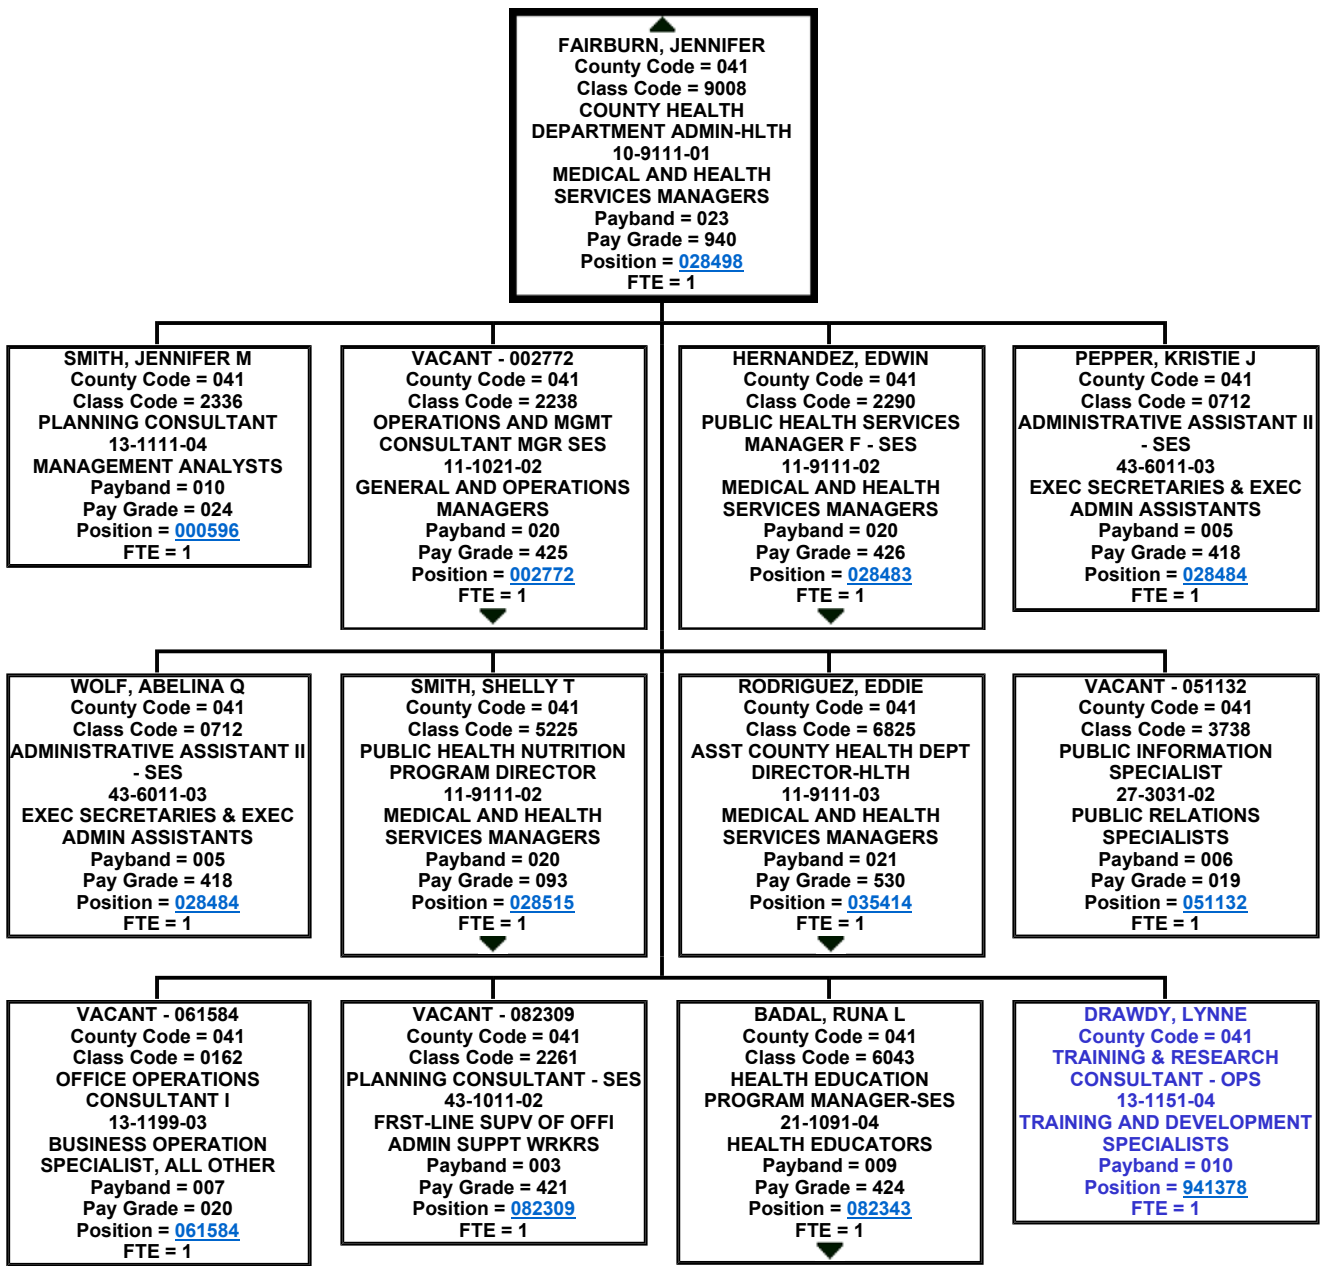 FAIRBURN, JENNIFER
County Code = 041
Class Code = 9008
COUNTY HEALTH
DEPARTMENT ADMIN-HLTH
10-9111-01
MEDICAL AND HEALTH
SERVICES MANAGERS
Payband = 023
Pay Grade = 940
Position = 028498
FTE = 1
SMITH, JENNIFER M
County Code = 041
Class Code = 2336
PLANNING CONSULTANT
13-1111-04
MANAGEMENT ANALYSTS
Payband = 010
Pay Grade = 024
Position = 000596
FTE = 1
VACANT - 002772
County Code = 041
Class Code = 2238
OPERATIONS AND MGMT
CONSULTANT MGR SES
11-1021-02
GENERAL AND OPERATIONS
MANAGERS
Payband = 020
Pay Grade = 425
Position = 002772
FTE = 1
HERNANDEZ, EDWIN
County Code = 041
Class Code = 2290
PUBLIC HEALTH SERVICES
MANAGER F - SES
11-9111-02
MEDICAL AND HEALTH
SERVICES MANAGERS
Payband = 020
Pay Grade = 426
Position = 028483
FTE = 1
PEPPER, KRISTIE J
County Code = 041
Class Code = 0712
ADMINISTRATIVE ASSISTANT II
- SES
43-6011-03
EXEC SECRETARIES & EXEC
ADMIN ASSISTANTS
Payband = 005
Pay Grade = 418
Position = 028484
FTE = 1
WOLF, ABELINA Q
County Code = 041
Class Code = 0712
ADMINISTRATIVE ASSISTANT II
- SES
43-6011-03
EXEC SECRETARIES & EXEC
ADMIN ASSISTANTS
Payband = 005
Pay Grade = 418
Position = 028484
FTE = 1
SMITH, SHELLY T
County Code = 041
Class Code = 5225
PUBLIC HEALTH NUTRITION
PROGRAM DIRECTOR
11-9111-02
MEDICAL AND HEALTH
SERVICES MANAGERS
Payband = 020
Pay Grade = 093
Position = 028515
FTE = 1
RODRIGUEZ, EDDIE
County Code = 041
Class Code = 6825
ASST COUNTY HEALTH DEPT
DIRECTOR-HLTH
11-9111-03
MEDICAL AND HEALTH
SERVICES MANAGERS
Payband = 021
Pay Grade = 530
Position = 035414
FTE = 1
VACANT - 051132
County Code = 041
Class Code = 3738
PUBLIC INFORMATION
SPECIALIST
27-3031-02
PUBLIC RELATIONS
SPECIALISTS
Payband = 006
Pay Grade = 019
Position = 051132
FTE = 1
VACANT - 061584
County Code = 041
Class Code = 0162
OFFICE OPERATIONS
CONSULTANT I
13-1199-03
BUSINESS OPERATION
SPECIALIST, ALL OTHER
Payband = 007
Pay Grade = 020
Position = 061584
FTE = 1
VACANT - 082309
County Code = 041
Class Code = 2261
PLANNING CONSULTANT - SES
43-1011-02
FRST-LINE SUPV OF OFFI
ADMIN SUPPT WRKRS
Payband = 003
Pay Grade = 421
Position = 082309
FTE = 1
BADAL, RUNA L
County Code = 041
Class Code = 6043
HEALTH EDUCATION
PROGRAM MANAGER-SES
21-1091-04
HEALTH EDUCATORS
Payband = 009
Pay Grade = 424
Position = 082343
FTE = 1
DRAWDY, LYNNE
County Code = 041
TRAINING & RESEARCH
CONSULTANT - OPS
13-1151-04
TRAINING AND DEVELOPMENT
SPECIALISTS
Payband = 010
Position = 941378
FTE = 1